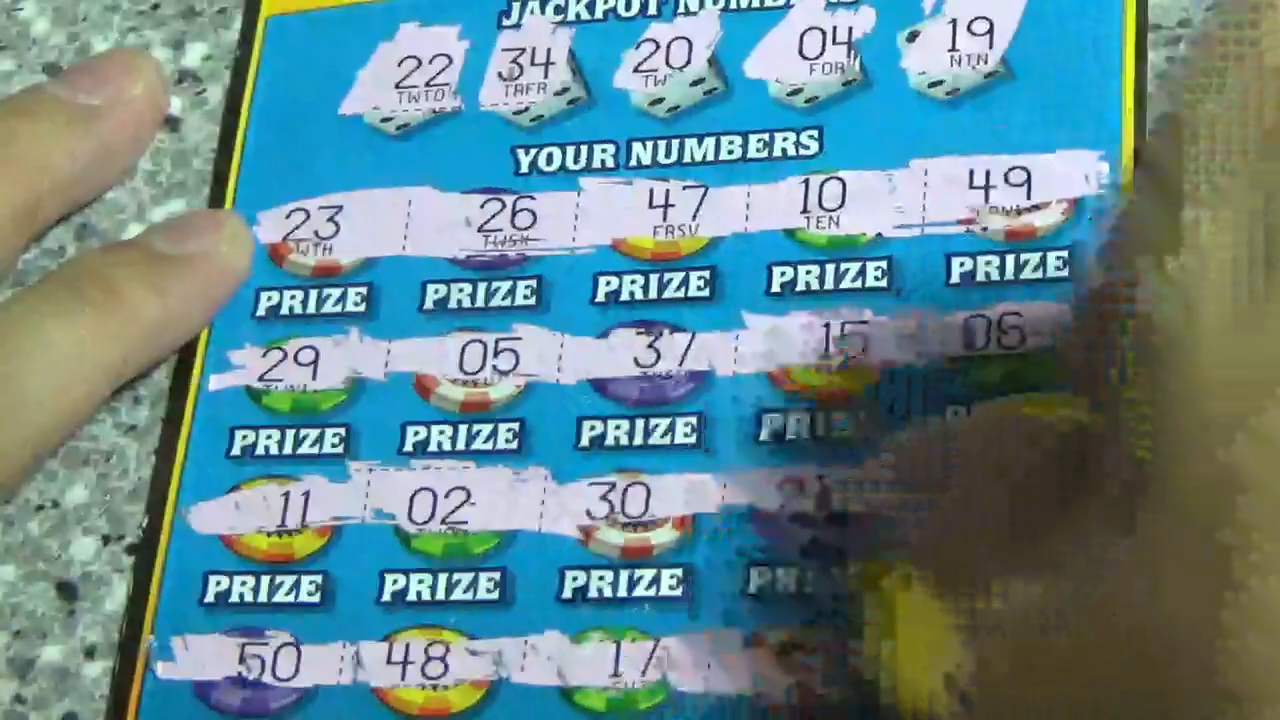 JACKPOT NUMBERS
22 34 20 04 19
TWTO TRFR TW FOR NTN
YOUR NUMBERS
23 26 47 10 49
WTH TWSX FRSV TEN
PRIZE PRIZE PRIZE PRIZE PRIZE
29 05 37 15
PRIZE PRIZE PRIZE
11 02 30
PRIZE PRIZE PRIZE
50 48 17